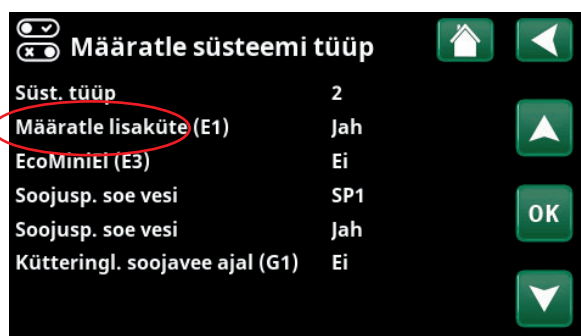 Määratle süsteemi tüüp
Süst. tüüp 2
Määratle lisaküte (E1) Jah
EcoMiniEl (E3) Ei
Soojusp. soe vesi SP1
Soojusp. soe vesi Jah
OK
Kütteringl. soojavee ajal (G1) Ei